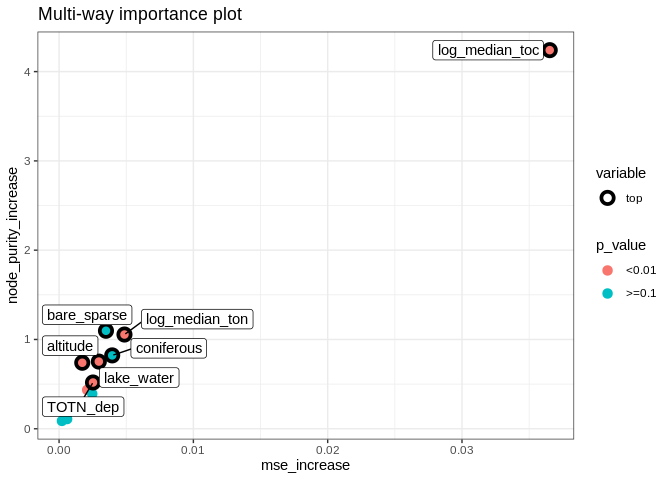 Multi-way importance plot
log_median_toc
4
3
2
1
0
node_purity_increase
bare_sparse
log_median_ton
altitude
coniferous
lake_water
TOTN_dep
0.00
0.01
0.02
0.03
mse_increase
variable
top
p_value
<0.01
>=0.1